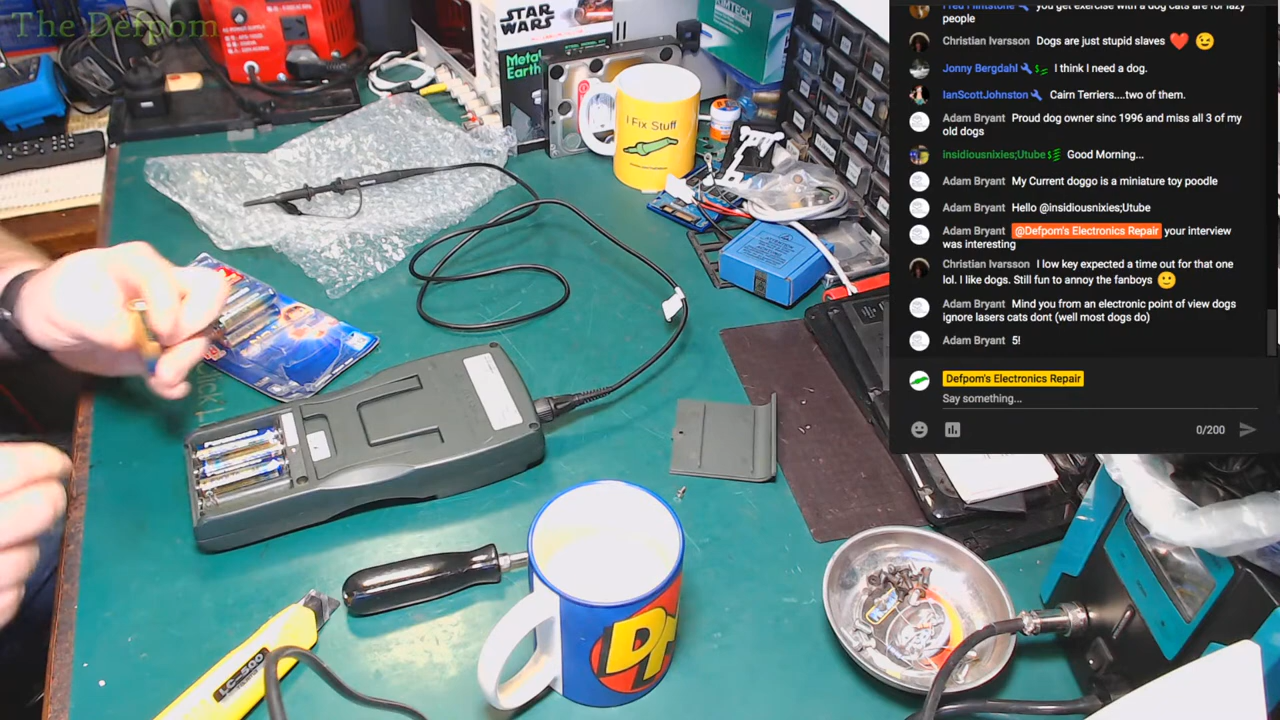 The Defpom
STAR
WARS
Metal
Earth
KIMTECH
I Fix Stuff
LC-500
DM
Fred Flintstone you get exercise with a dog cats are for lazy
people
Christian Ivarsson Dogs are just stupid slaves ❤️ 😉
Jonny Bergdahl I think I need a dog.
IanScottJohnston Cairn Terriers....two of them.
Adam Bryant Proud dog owner sinc 1996 and miss all 3 of my
old dogs
insidiousnixies;Utube Good Morning...
Adam Bryant My Current doggo is a miniature toy poodle
Adam Bryant Hello @insidiousnixies;Utube
Adam Bryant @Defpom's Electronics Repair your interview
was interesting
Christian Ivarsson I low key expected a time out for that one
lol. I like dogs. Still fun to annoy the fanboys 🙂
Adam Bryant Mind you from an electronic point of view dogs
ignore lasers cats dont (well most dogs do)
Adam Bryant 5!
Defpom's Electronics Repair
Say something...
0/200